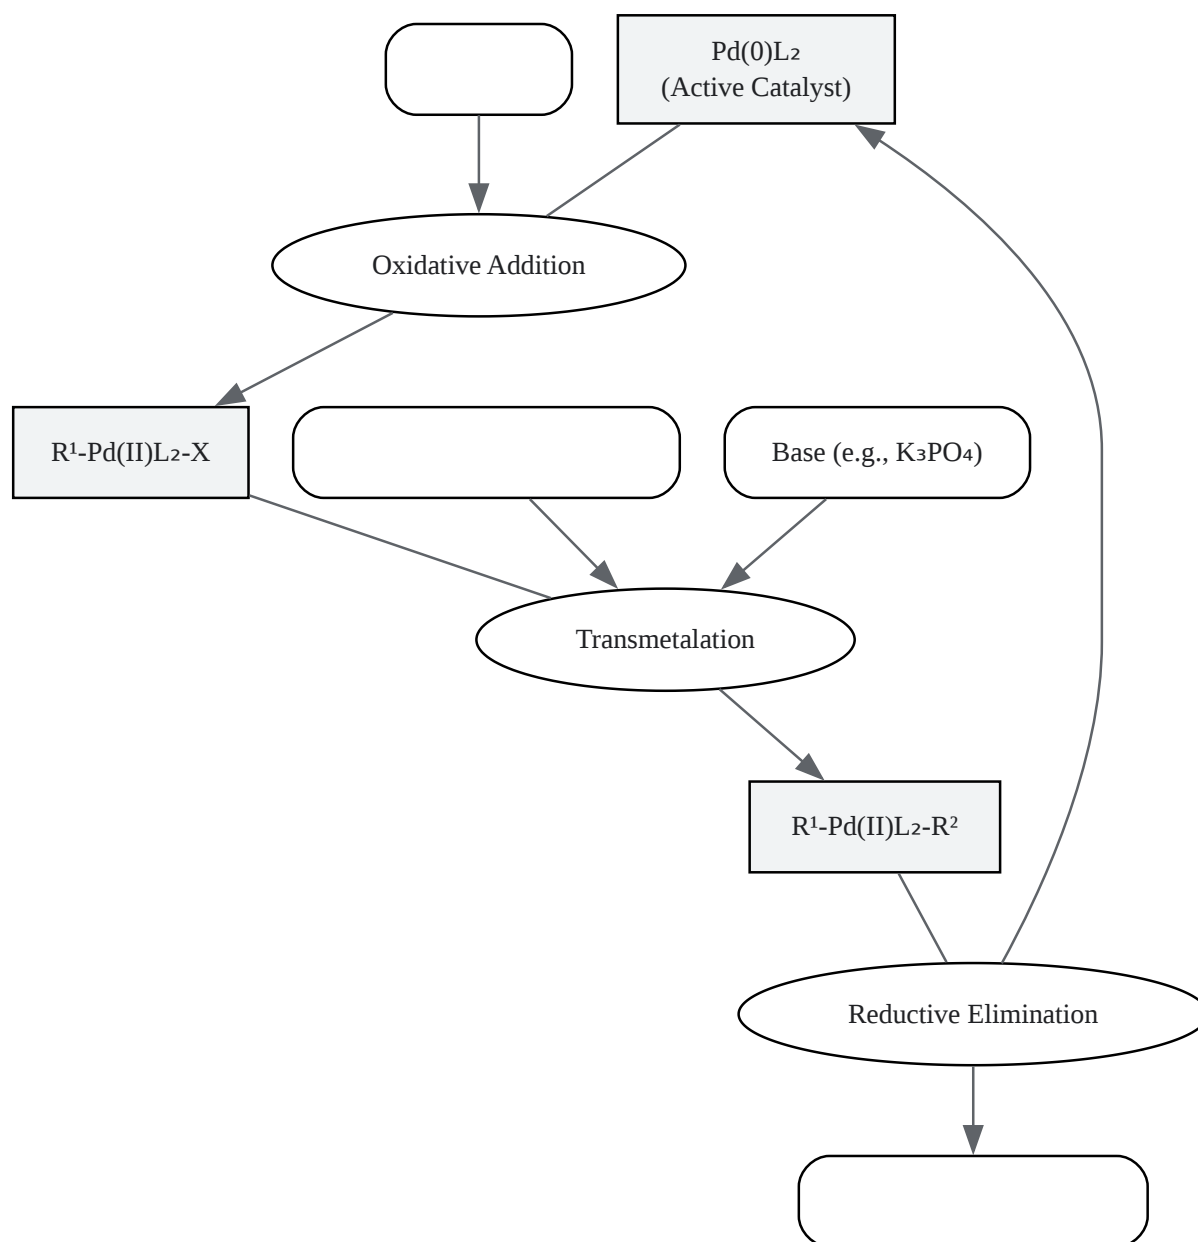 Pd(0)L₂
(Active Catalyst)
Oxidative Addition
R¹-Pd(II)L₂-X
Base (e.g., K₃PO₄)
Transmetalation
R¹-Pd(II)L₂-R²
Reductive Elimination